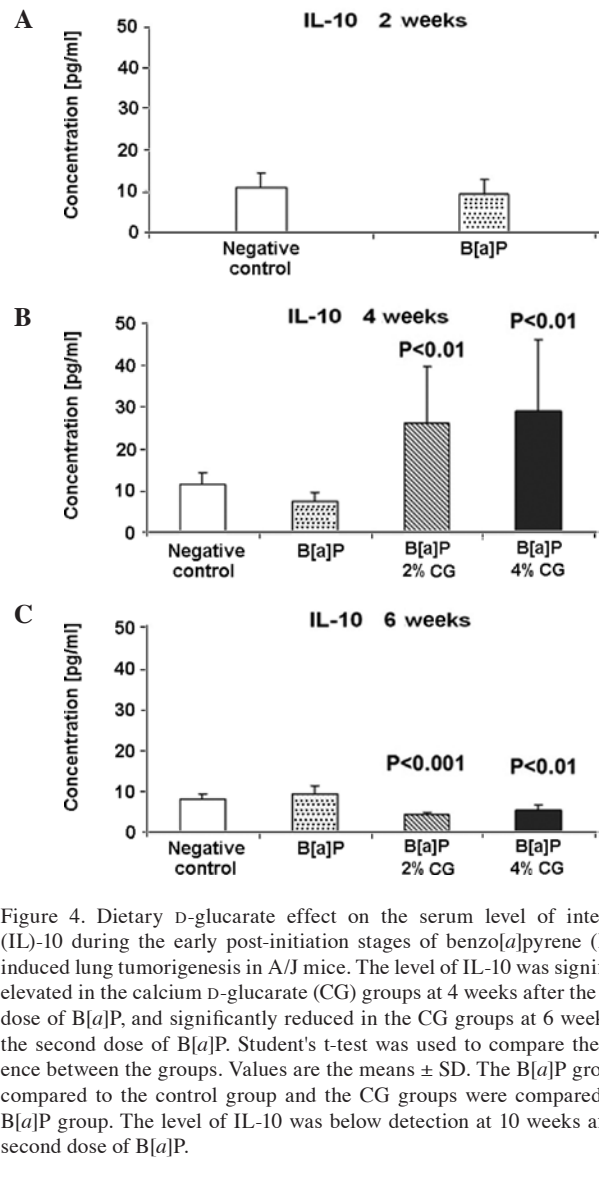 A
IL-10 2 weeks
Concentration [pg/ml]
50
40
30
20
10
0
Negative
control
B[a]P
B
IL-10 4 weeks
Concentration [pg/ml]
50
40
30
20
10
0
P<0.01
P<0.01
Negative
control
B[a]P
B[a]P
2% CG
B[a]P
4% CG
C
IL-10 6 weeks
Concentration [pg/ml]
50
40
30
20
10
0
P<0.001
P<0.01
Negative
control
B[a]P
B[a]P
2% CG
B[a]P
4% CG
Figure 4. Dietary D-glucarate effect on the serum level of inte
(IL)-10 during the early post-initiation stages of benzo[a]pyrene (
induced lung tumorigenesis in A/J mice. The level of IL-10 was signi
elevated in the calcium D-glucarate (CG) groups at 4 weeks after the
dose of B[a]P, and significantly reduced in the CG groups at 6 week
the second dose of B[a]P. Student's t-test was used to compare the
ence between the groups. Values are the means ± SD. The B[a]P gro
compared to the control group and the CG groups were compared
B[a]P group. The level of IL-10 was below detection at 10 weeks a
second dose of B[a]P.